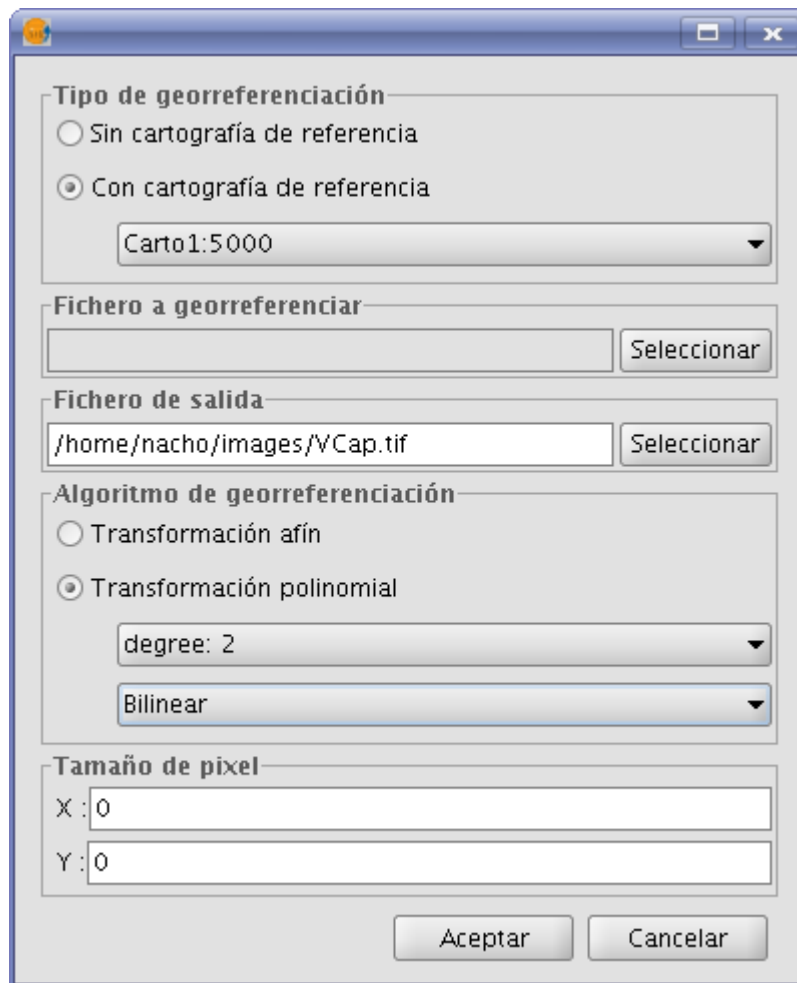 Tipo de georreferenciación
Sin cartografía de referencia
Con cartografía de referencia
Carto1:5000
Fichero a georreferenciar
Seleccionar
Fichero de salida
/home/nacho/images/VCap.tif Seleccionar
Algoritmo de georreferenciación
Transformación afín
Transformación polinomial
degree: 2
Bilinear
Tamaño de pixel
X : 0
Y : 0
Aceptar Cancelar